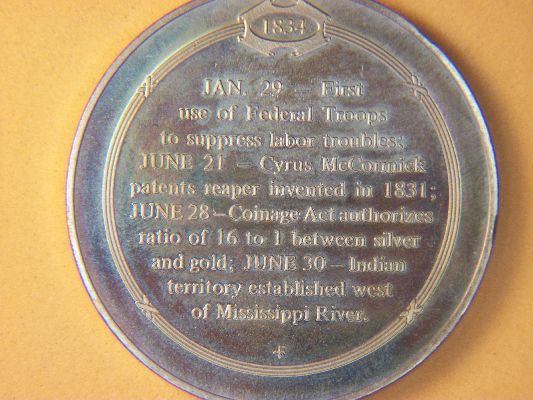 1834
JAN. 29 – First
use of Federal Troops
to suppress labor troubles;
JUNE 21 – Cyrus McCormick
patents reaper invented in 1831;
JUNE 28–Coinage Act authorizes
ratio of 16 to 1 between silver
and gold; JUNE 30 – Indian
territory established west
of Mississippi River.